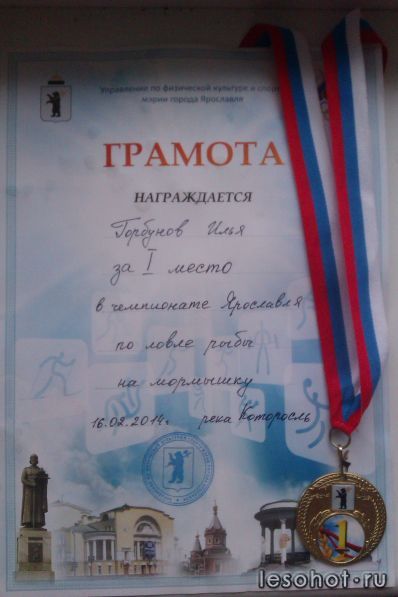 Управление по физической культуре и спорту
мэрии города Ярославля
ГРАМОТА
НАГРАЖДАЕТСЯ
Горбунов Илья
за I место
в чемпионате Ярославля
по ловле рыбы
на мормышку
16.02.2014г. река Которосль
1
lesohot.ru